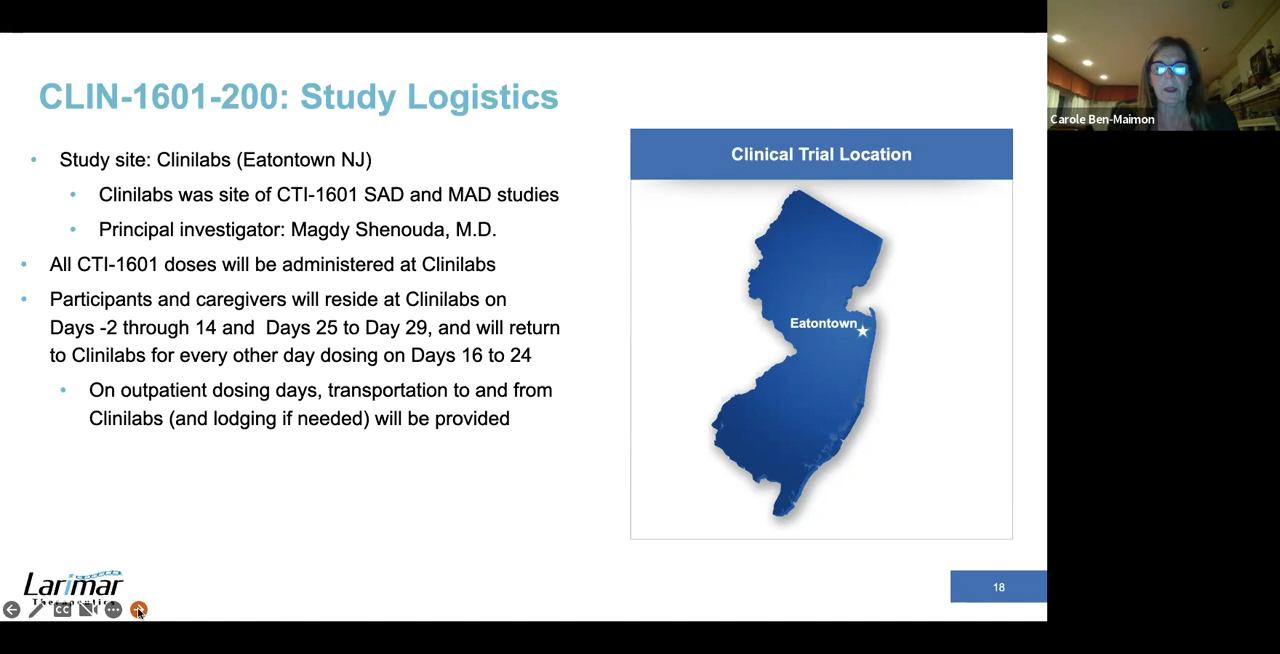 CLIN-1601-200: Study Logistics
Study site: Clinilabs (Eatontown NJ)
Clinilabs was site of CTI-1601 SAD and MAD studies
Principal investigator: Magdy Shenouda, M.D.
All CTI-1601 doses will be administered at Clinilabs
Participants and caregivers will reside at Clinilabs on
Days -2 through 14 and Days 25 to Day 29, and will return
to Clinilabs for every other day dosing on Days 16 to 24
On outpatient dosing days, transportation to and from
Clinilabs (and lodging if needed) will be provided
Clinical Trial Location
Eatontown
Larimar
Therapeutics
CC
18
Carole Ben-Maimon